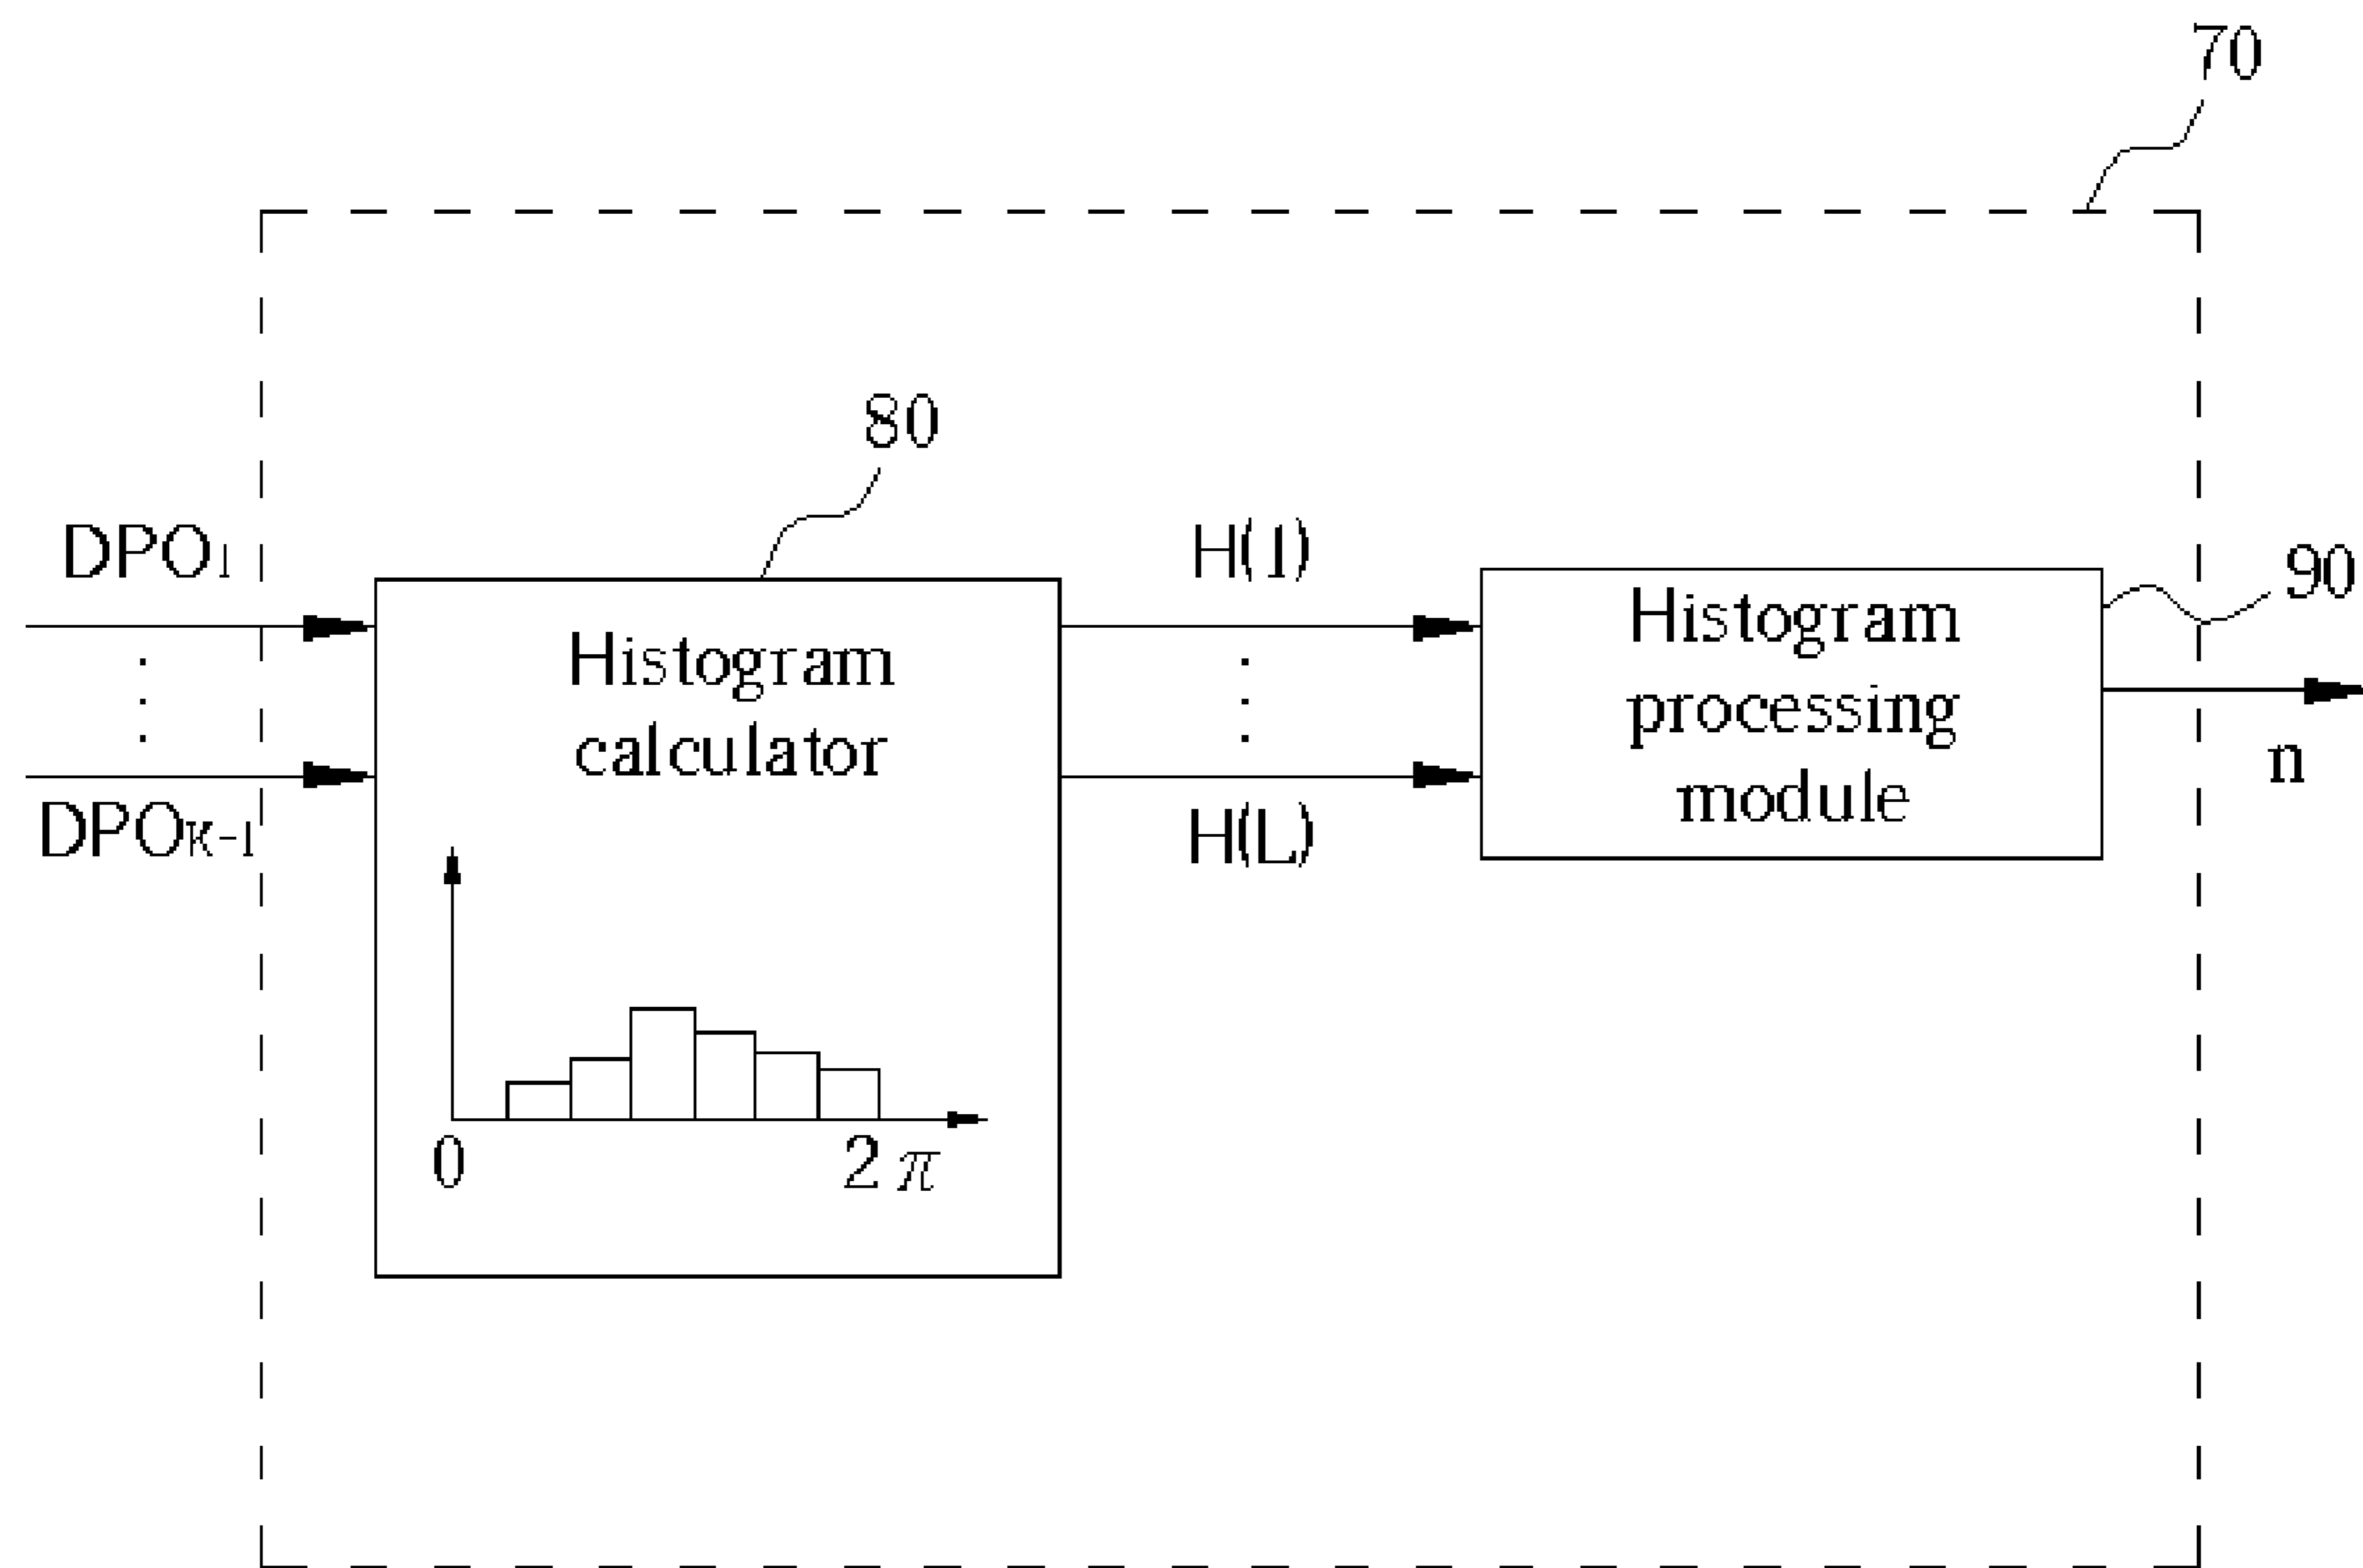 70
80
DPO1
H(1)
90
Histogram
calculator
Histogram
processing
module
n
DPOK-1
H(L)
0
2π